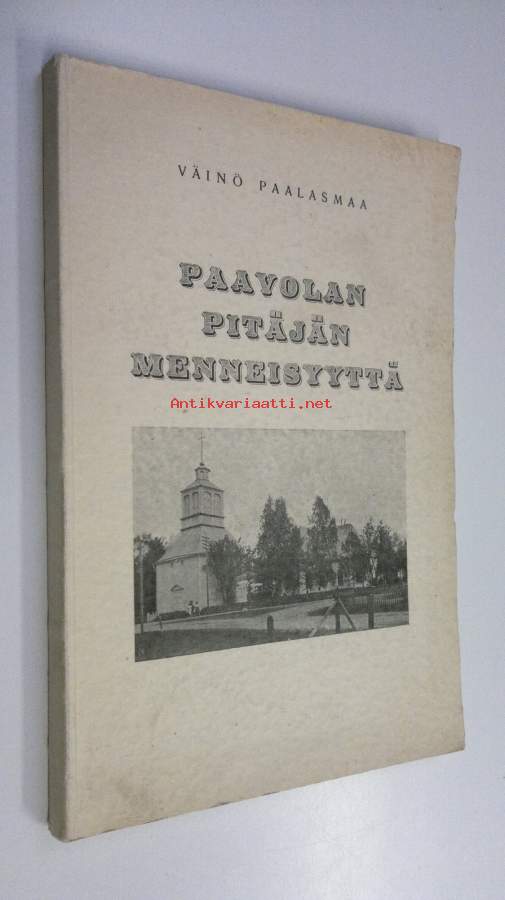 VÄINÖ PAALASMAA
PAAVOLAN
PITÄJÄN
MENNEISYYTTÄ
Antikvariaatti.net